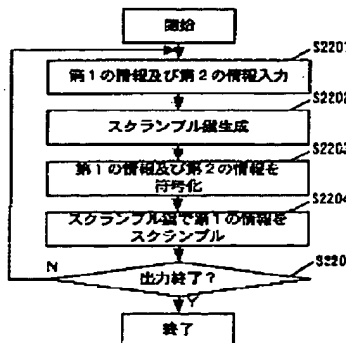 開始
S2201
第1の情報及び第2の情報入力
S2202
スクランブル鍵生成
S2203
第1の情報及び第2の情報を
符号化
S2204
スクランブル鍵で第1の情報を
スクランブル
N
S220
出力終了?
Y
終了